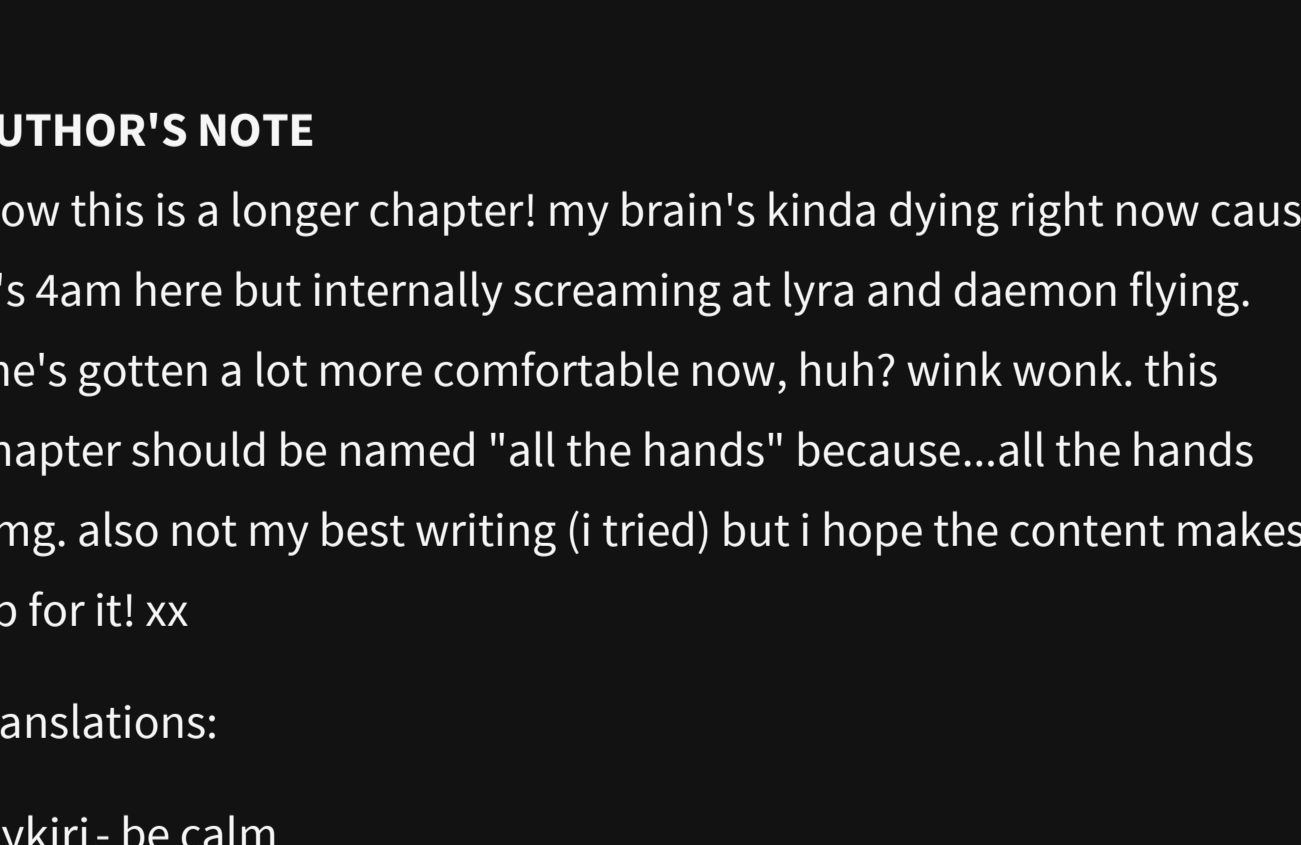 UTHOR'S NOTE
ow this is a longer chapter! my brain's kinda dying right now caus
's 4am here but internally screaming at lyra and daemon flying.
he's gotten a lot more comfortable now, huh? wink wonk. this
hapter should be named "all the hands" because...all the hands
mg. also not my best writing (i tried) but i hope the content makes
p for it! xx
anslations:
ykiri - be calm